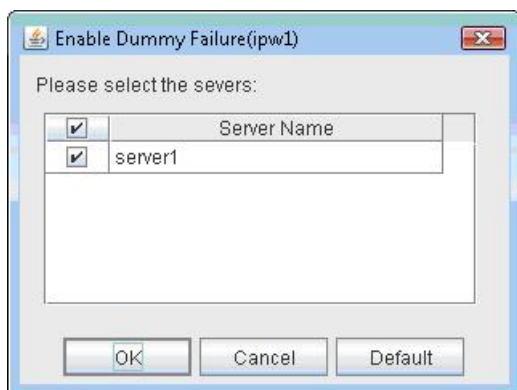 Enable Dummy Failure(ipw1)
Please select the severs:
Server Name
server1
OK
Cancel
Default